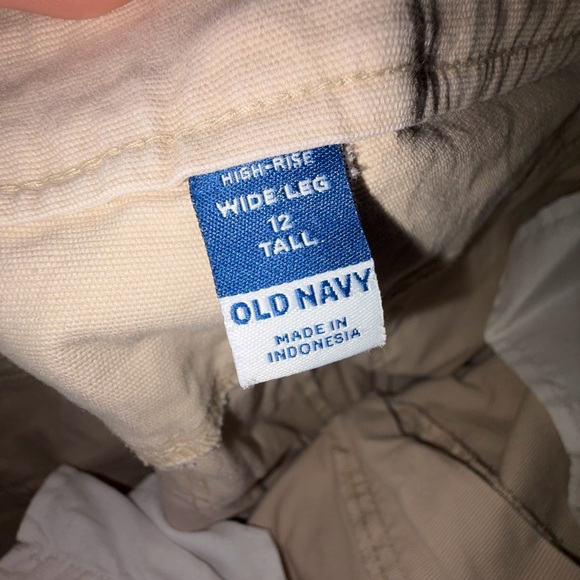 HIGH-RISE
WIDE LEG
12
TALL
OLD NAVY
MADE IN
INDONESIA